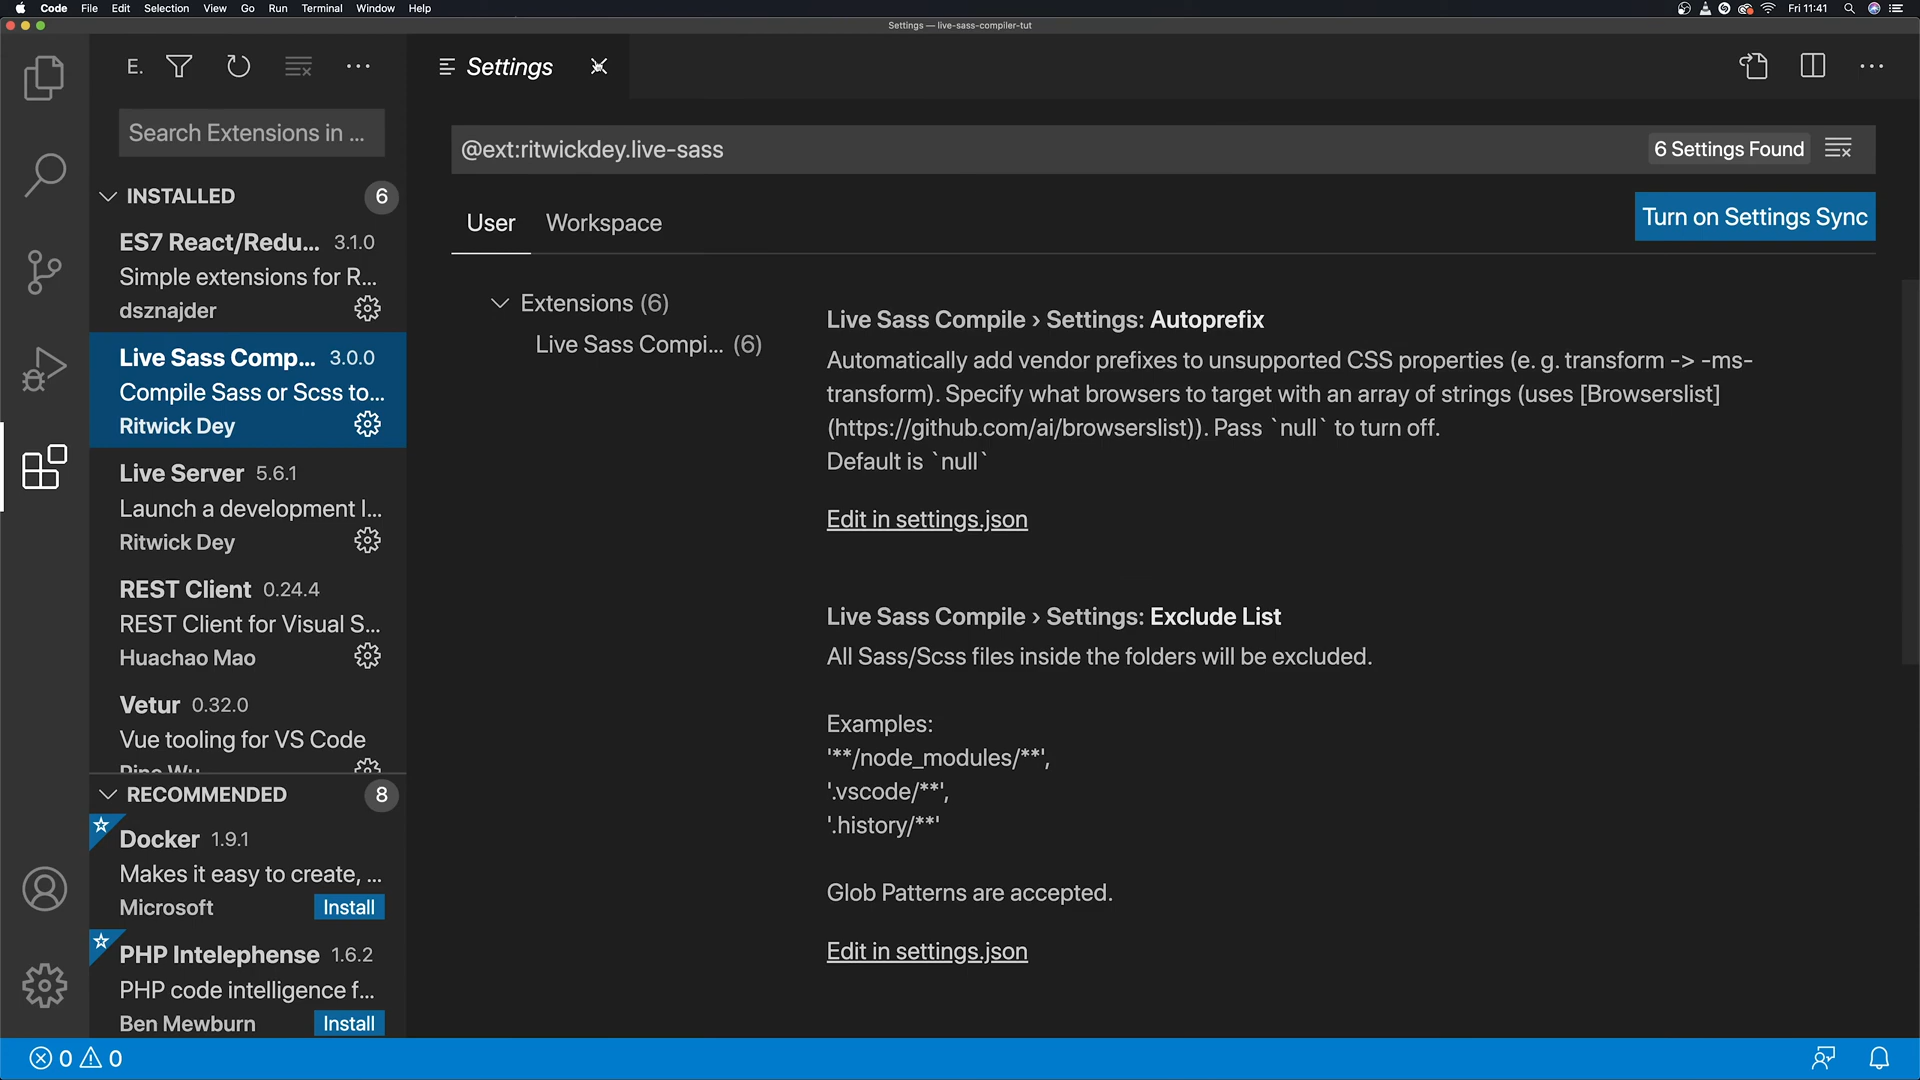 Code File Edit Selection View Go Run Terminal Window Help
Fri 11:41
Settings — live-sass-compiler-tut
E.
Settings
Search Extensions in ...
@ext:ritwickdey.live-sass
6 Settings Found
INSTALLED 6
User Workspace
Turn on Settings Sync
ES7 React/Redu... 3.1.0
Simple extensions for R...
dsznajder
Live Sass Comp... 3.0.0
Compile Sass or Scss to...
Ritwick Dey
Live Server 5.6.1
Launch a development l...
Ritwick Dey
REST Client 0.24.4
REST Client for Visual S...
Huachao Mao
Vetur 0.32.0
Vue tooling for VS Code
Pine Wu
RECOMMENDED 8
Docker 1.9.1
Makes it easy to create, ...
Microsoft
Install
PHP Intelephense 1.6.2
PHP code intelligence f...
Ben Mewburn
Install
Extensions (6)
Live Sass Compi... (6)
Live Sass Compile › Settings: Autoprefix
Automatically add vendor prefixes to unsupported CSS properties (e. g. transform -> -ms-
transform). Specify what browsers to target with an array of strings (uses [Browserslist]
(https://github.com/ai/browserslist)). Pass `null` to turn off.
Default is `null`
Edit in settings.json
Live Sass Compile › Settings: Exclude List
All Sass/Scss files inside the folders will be excluded.
Examples:
'**/node_modules/**',
'.vscode/**',
'.history/**'
Glob Patterns are accepted.
Edit in settings.json
0 0